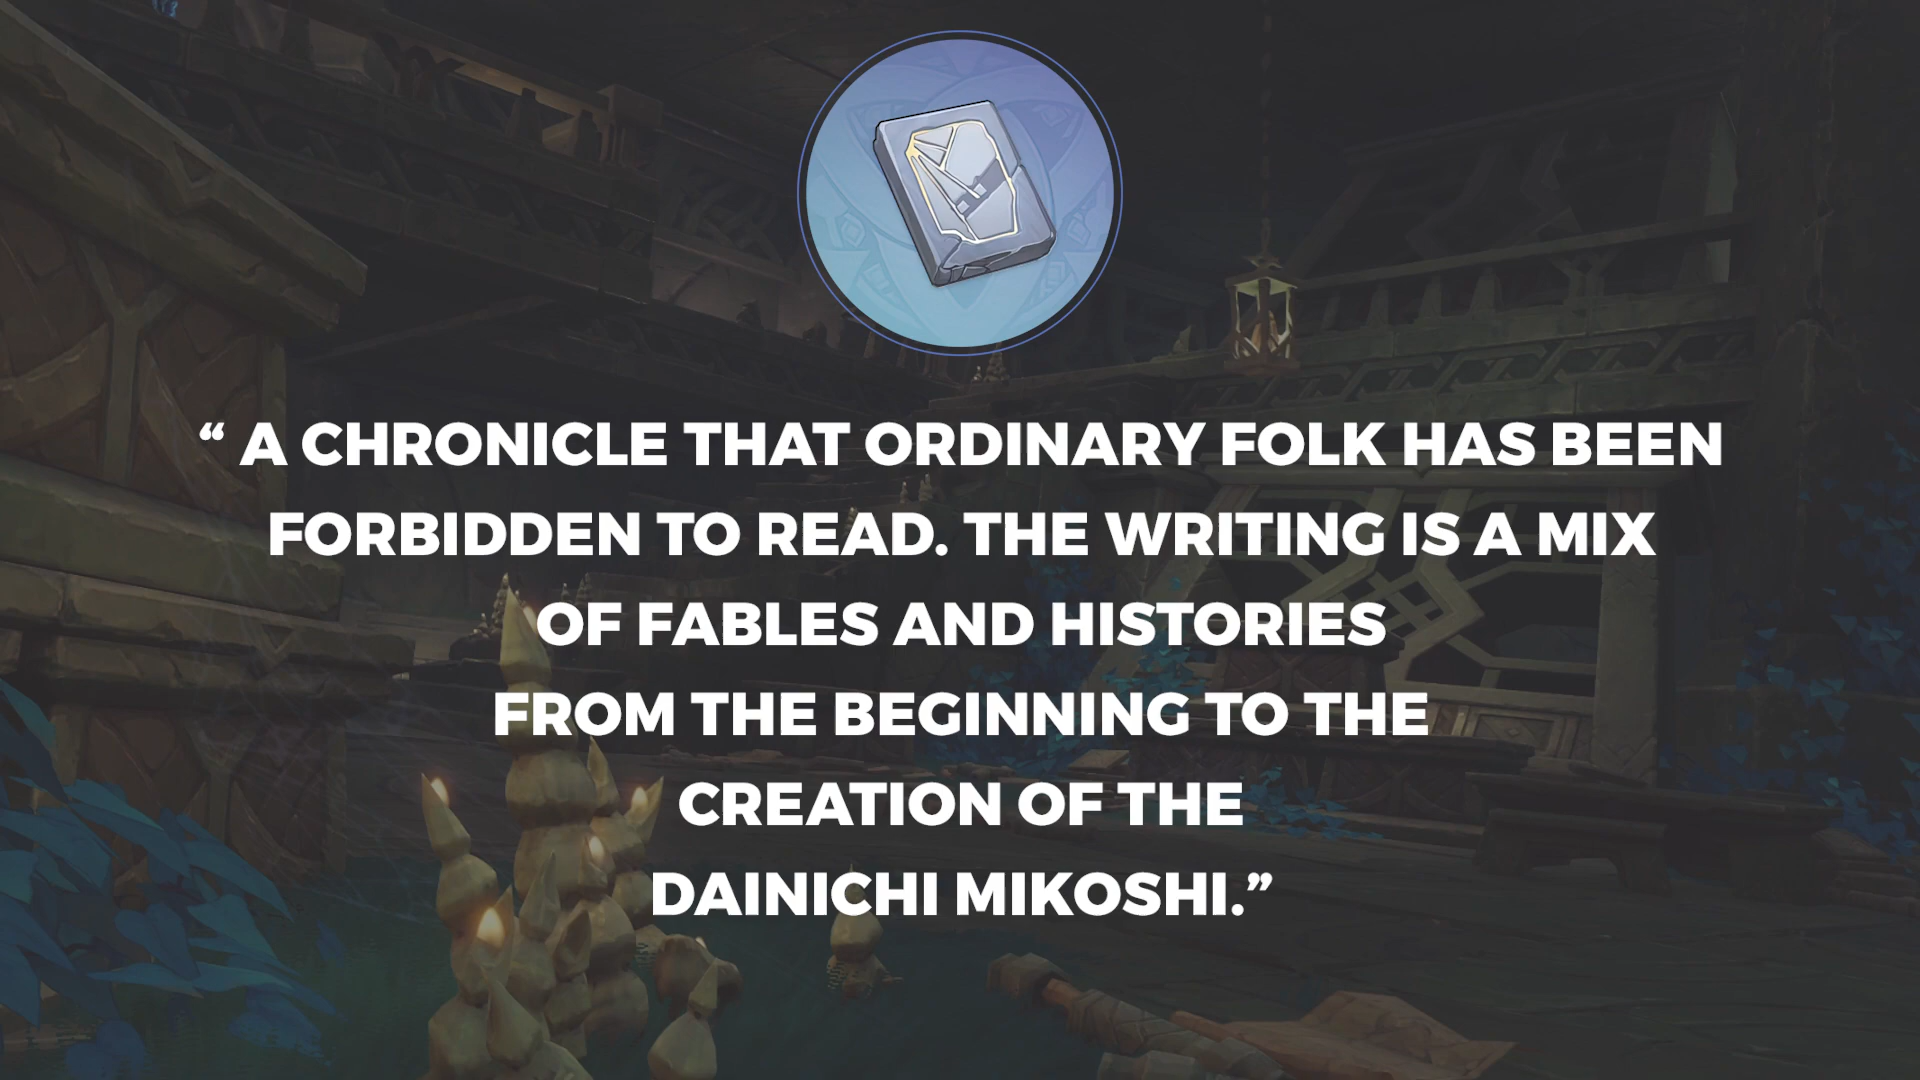 “ A CHRONICLE THAT ORDINARY FOLK HAS BEEN
FORBIDDEN TO READ. THE WRITING IS A MIX
OF FABLES AND HISTORIES
FROM THE BEGINNING TO THE
CREATION OF THE
DAINICHI MIKOSHI.”